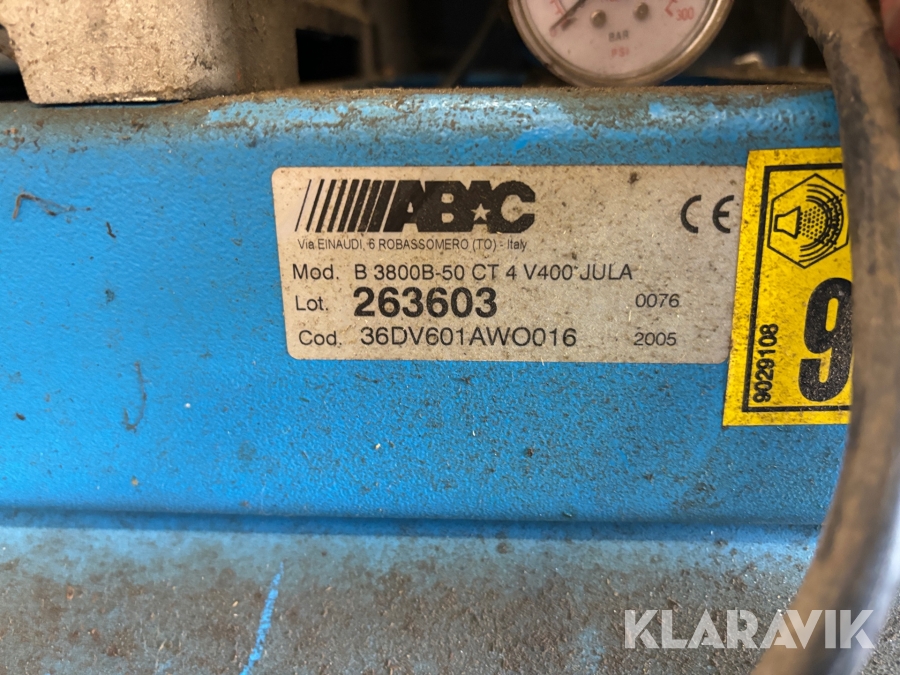 300
BAR
PSI
ABAC
CE
Via EINAUDI, 6 ROBASSOMERO (TO) - Italy
Mod. B 3800B-50 CT 4 V400 JULA
Lot. 263603 0076
Cod. 36DV601AWO016 2005
9029108
9
KLARAVIK